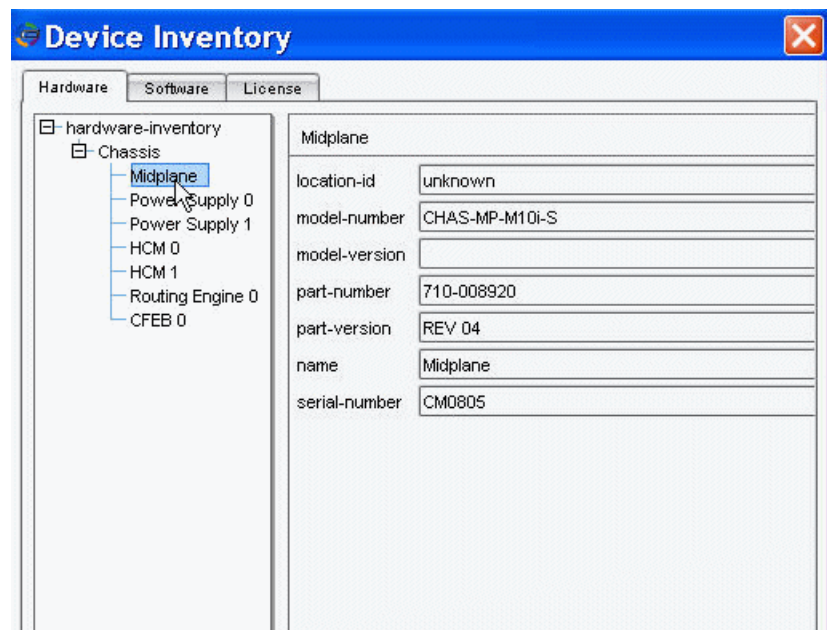 Device Inventory
Hardware Software License
hardware-inventory
Chassis
Midplane
Power Supply 0
Power Supply 1
HCM 0
HCM 1
Routing Engine 0
CFEB 0
Midplane
location-id unknown
model-number CHAS-MP-M10i-S
model-version
part-number 710-008920
part-version REV 04
name Midplane
serial-number CM0805